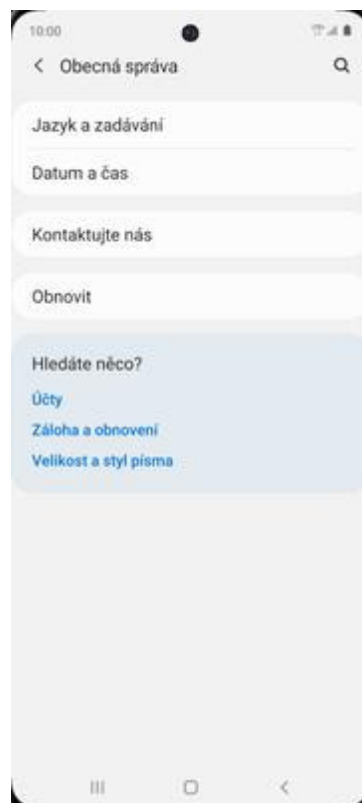 10:00
Obecná správa
Jazyk a zadávání
Datum a čas
Kontaktujte nás
Obnovit
Hledáte něco?
Účty
Záloha a obnovení
Velikost a styl písma